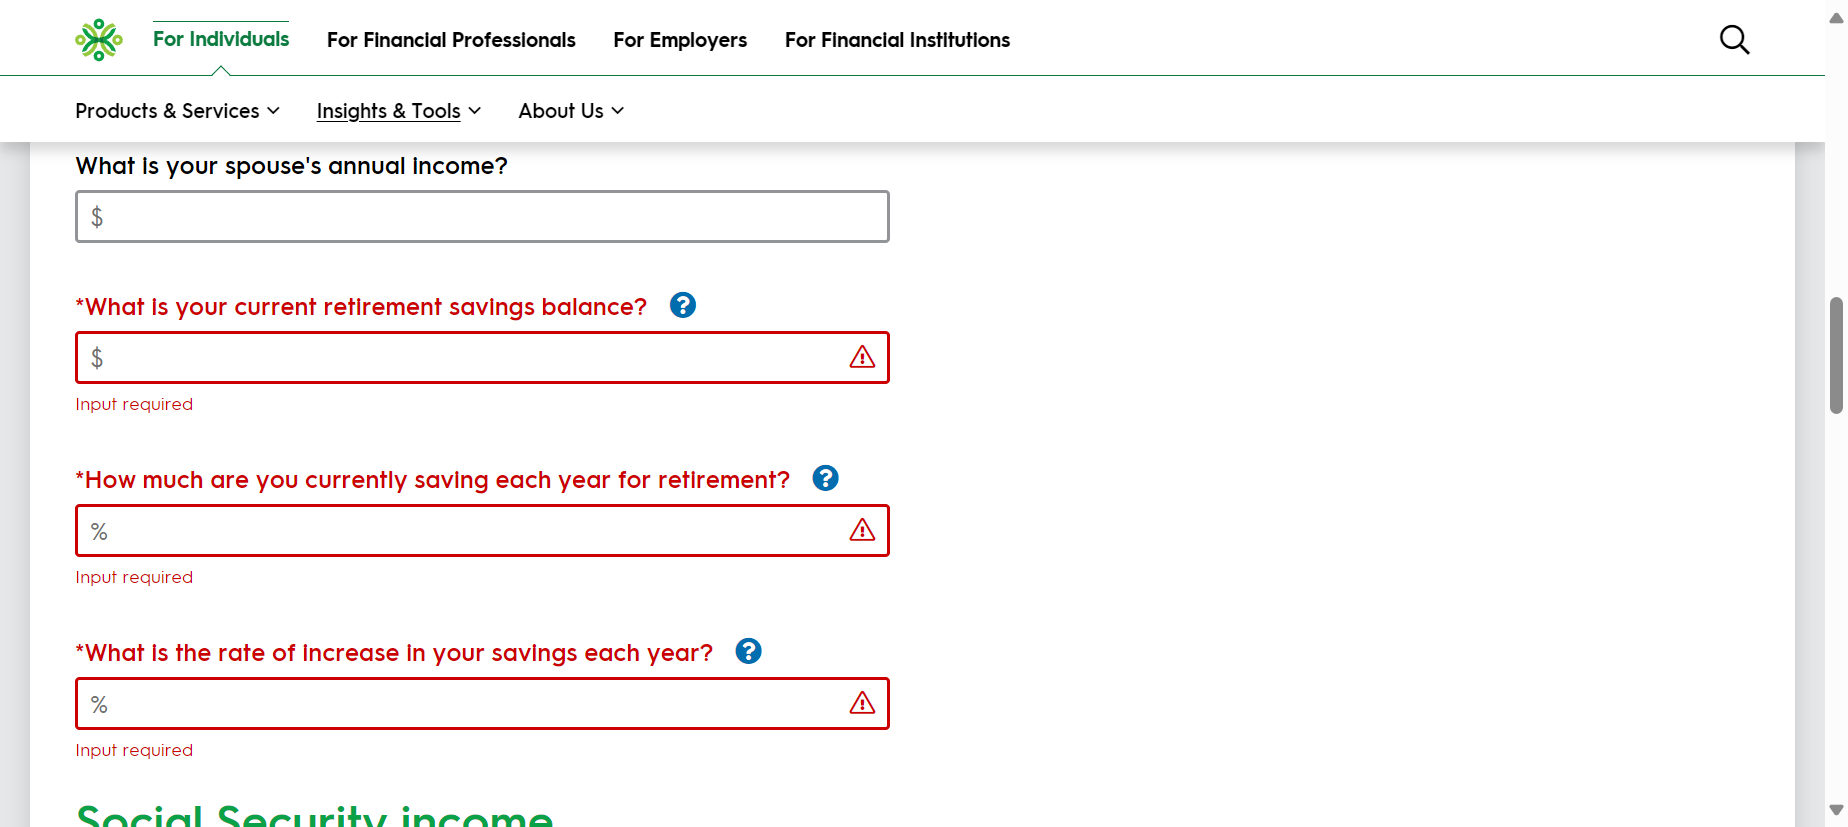 For Individuals
For Financial Professionals
For Employers
For Financial Institutions
Products & Services
Insights & Tools
About Us
What is your spouse's annual income?
$
*What is your current retirement savings balance? ?
$
Input required
*How much are you currently saving each year for retirement? ?
%
Input required
*What is the rate of increase in your savings each year? ?
%
Input required
Social Security income